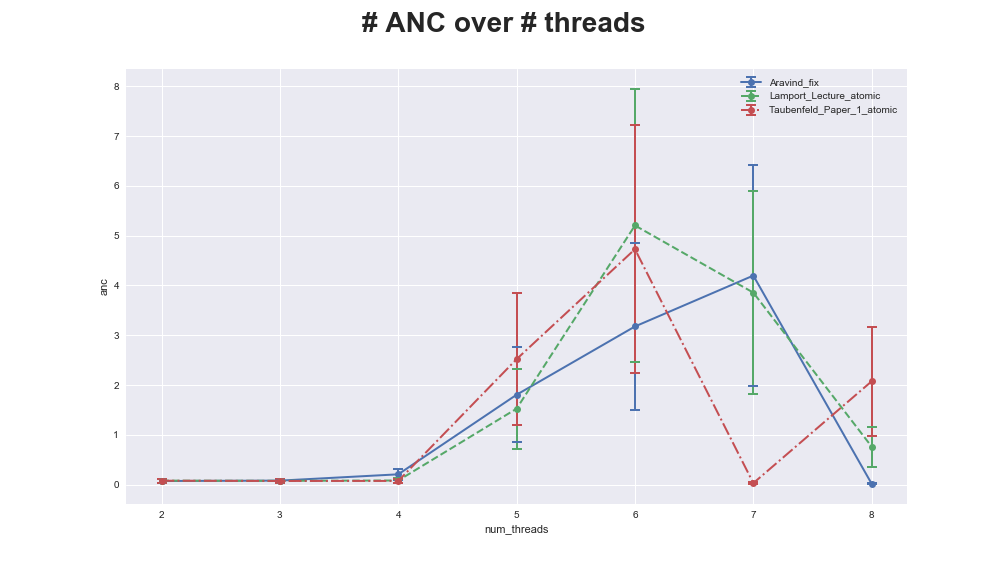 # ANC over # threads
Aravind_fix
Lamport_Lecture_atomic
Taubenfeld_Paper_1_atomic
8
7
6
5
4
3
2
1
0
anc
2 3 4 5 6 7 8
num_threads